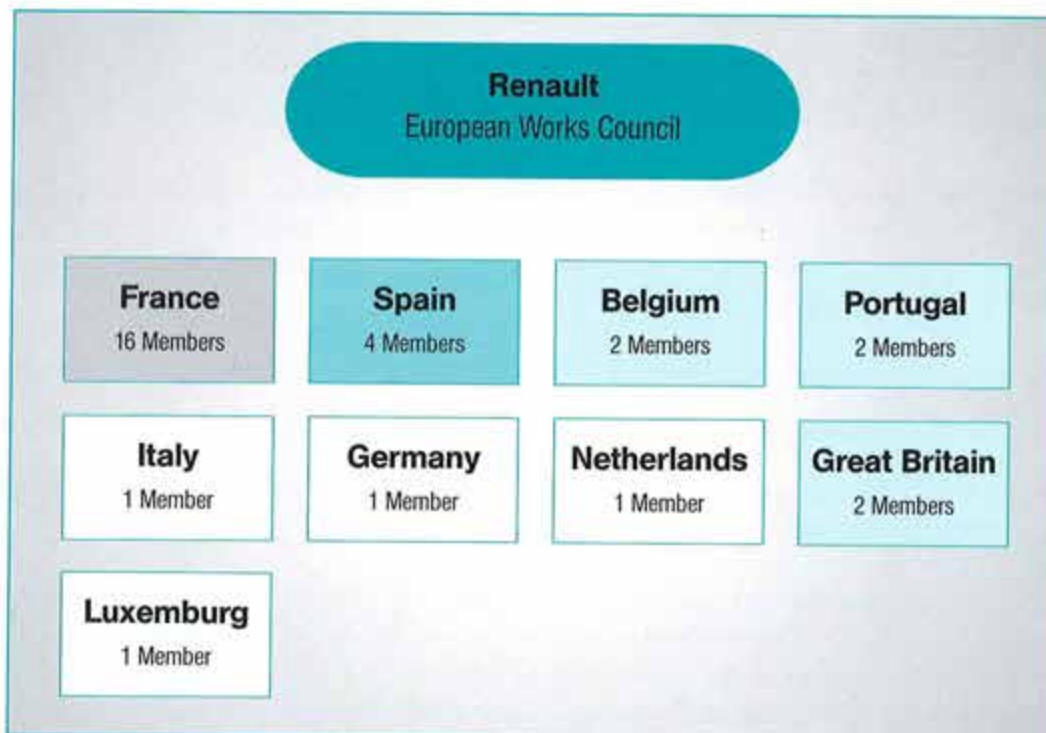 Renault
European Works Council
France
16 Members
Spain
4 Members
Belgium
2 Members
Portugal
2 Members
Italy
1 Member
Germany
1 Member
Netherlands
1 Member
Great Britain
2 Members
Luxemburg
1 Member